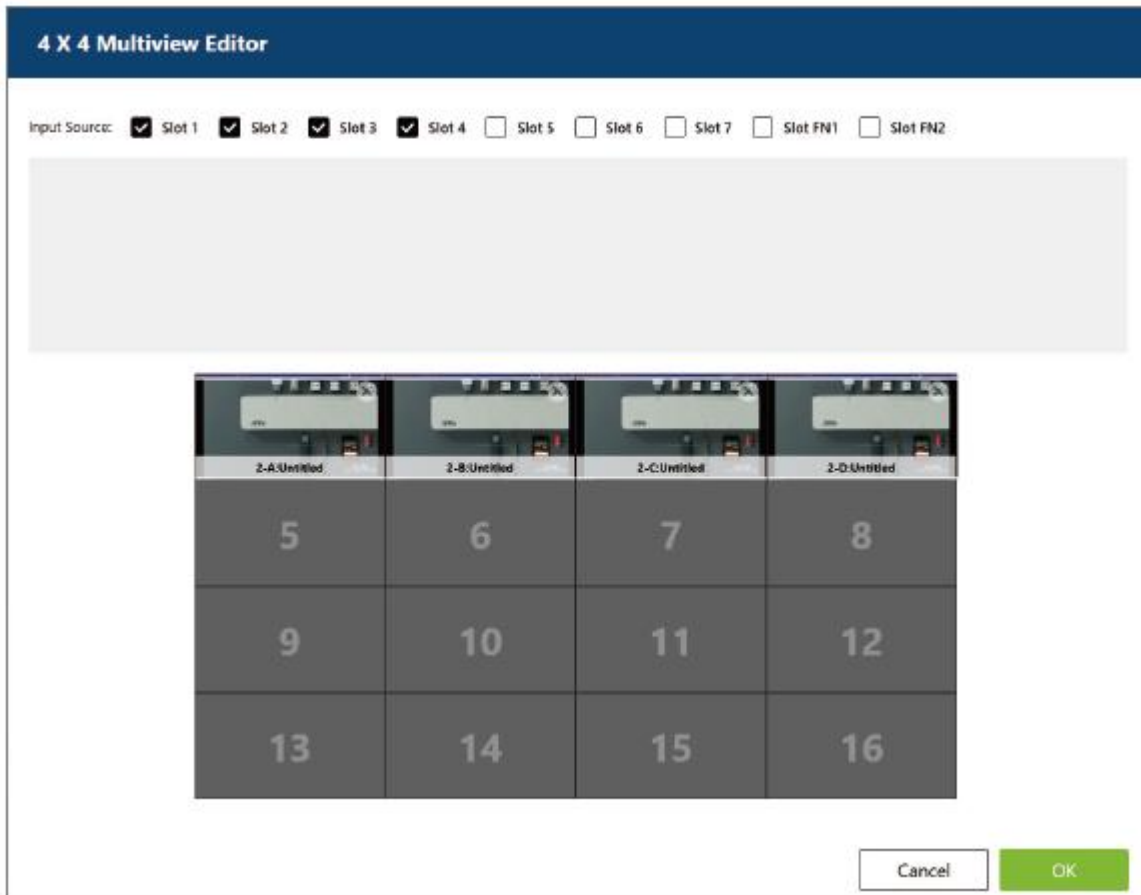 4 X 4 Multiview Editor
Input Source: Slot 1 Slot 2 Slot 3 Slot 4 Slot 5 Slot 6 Slot 7 Slot FN1 Slot FN2
2-A:Untitled 2-B:Untitled 2-C:Untitled 2-D:Untitled
5 6 7 8
9 10 11 12
13 14 15 16
Cancel OK